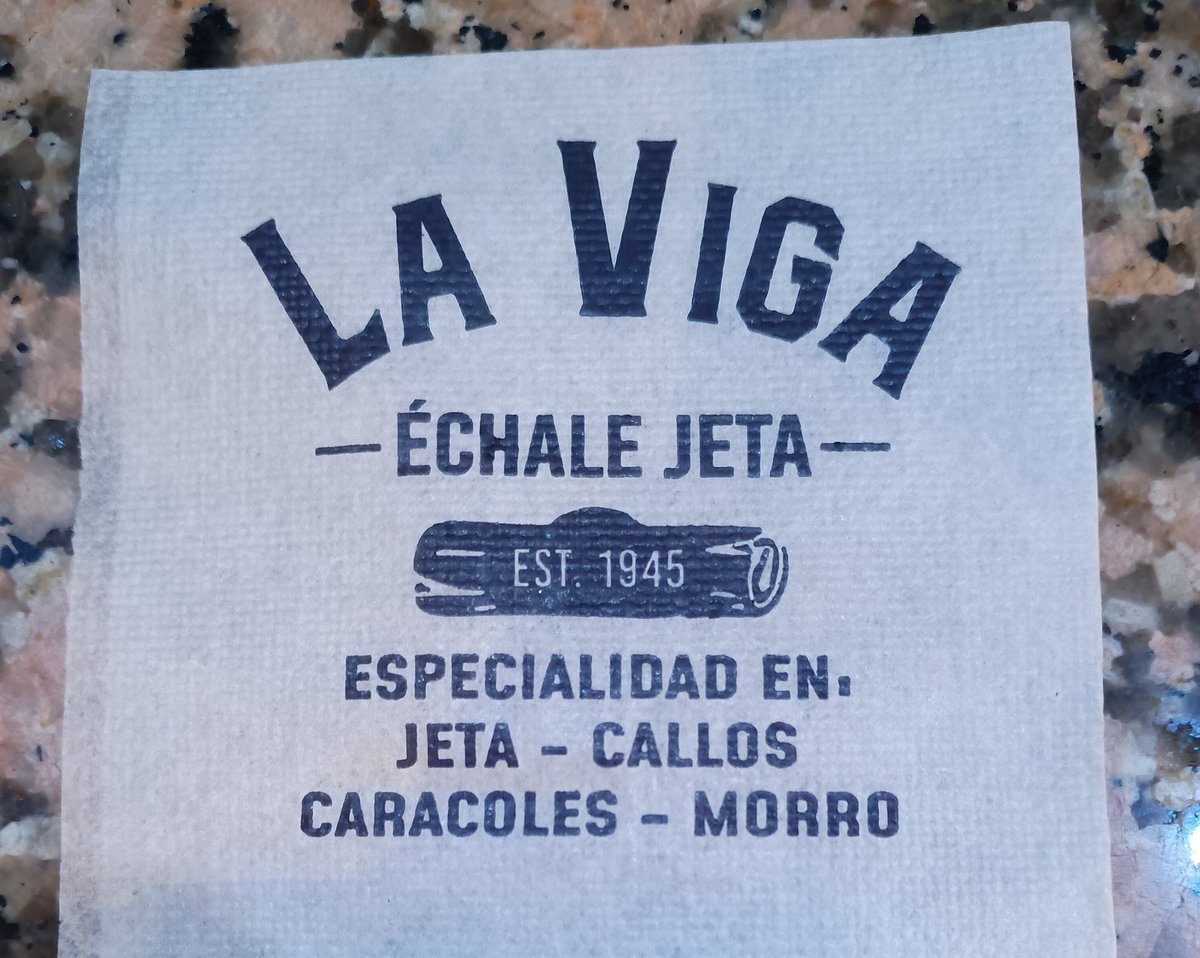 LA VIGA
ÉCHALE JETA
EST. 1945
ESPECIALIDAD EN.
JETA - CALLOS
CARACOLES - MORRO